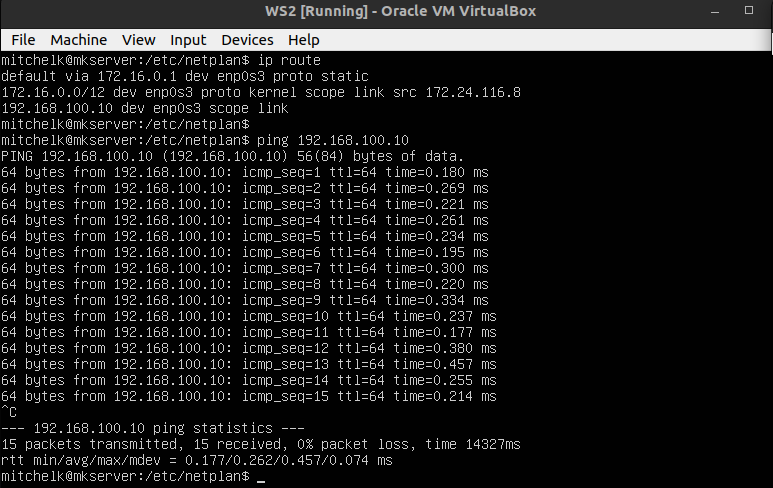 WS2 [Running] - Oracle VM VirtualBox
File Machine View Input Devices Help
mitchelk@mkserver:/etc/netplan$ ip route
default via 172.16.0.1 dev enp0s3 proto static
172.16.0.0/12 dev enp0s3 proto kernel scope link src 172.24.116.8
192.168.100.10 dev enp0s3 scope link
mitchelk@mkserver:/etc/netplan$
mitchelk@mkserver:/etc/netplan$ ping 192.168.100.10
PING 192.168.100.10 (192.168.100.10) 56(84) bytes of data.
64 bytes from 192.168.100.10: icmp_seq=1 ttl=64 time=0.180 ms
64 bytes from 192.168.100.10: icmp_seq=2 ttl=64 time=0.269 ms
64 bytes from 192.168.100.10: icmp_seq=3 ttl=64 time=0.221 ms
64 bytes from 192.168.100.10: icmp_seq=4 ttl=64 time=0.261 ms
64 bytes from 192.168.100.10: icmp_seq=5 ttl=64 time=0.234 ms
64 bytes from 192.168.100.10: icmp_seq=6 ttl=64 time=0.195 ms
64 bytes from 192.168.100.10: icmp_seq=7 ttl=64 time=0.300 ms
64 bytes from 192.168.100.10: icmp_seq=8 ttl=64 time=0.220 ms
64 bytes from 192.168.100.10: icmp_seq=9 ttl=64 time=0.334 ms
64 bytes from 192.168.100.10: icmp_seq=10 ttl=64 time=0.237 ms
64 bytes from 192.168.100.10: icmp_seq=11 ttl=64 time=0.177 ms
64 bytes from 192.168.100.10: icmp_seq=12 ttl=64 time=0.380 ms
64 bytes from 192.168.100.10: icmp_seq=13 ttl=64 time=0.457 ms
64 bytes from 192.168.100.10: icmp_seq=14 ttl=64 time=0.255 ms
64 bytes from 192.168.100.10: icmp_seq=15 ttl=64 time=0.214 ms
^C
--- 192.168.100.10 ping statistics ---
15 packets transmitted, 15 received, 0% packet loss, time 14327ms
rtt min/avg/max/mdev = 0.177/0.262/0.457/0.074 ms
mitchelk@mkserver:/etc/netplan$ _